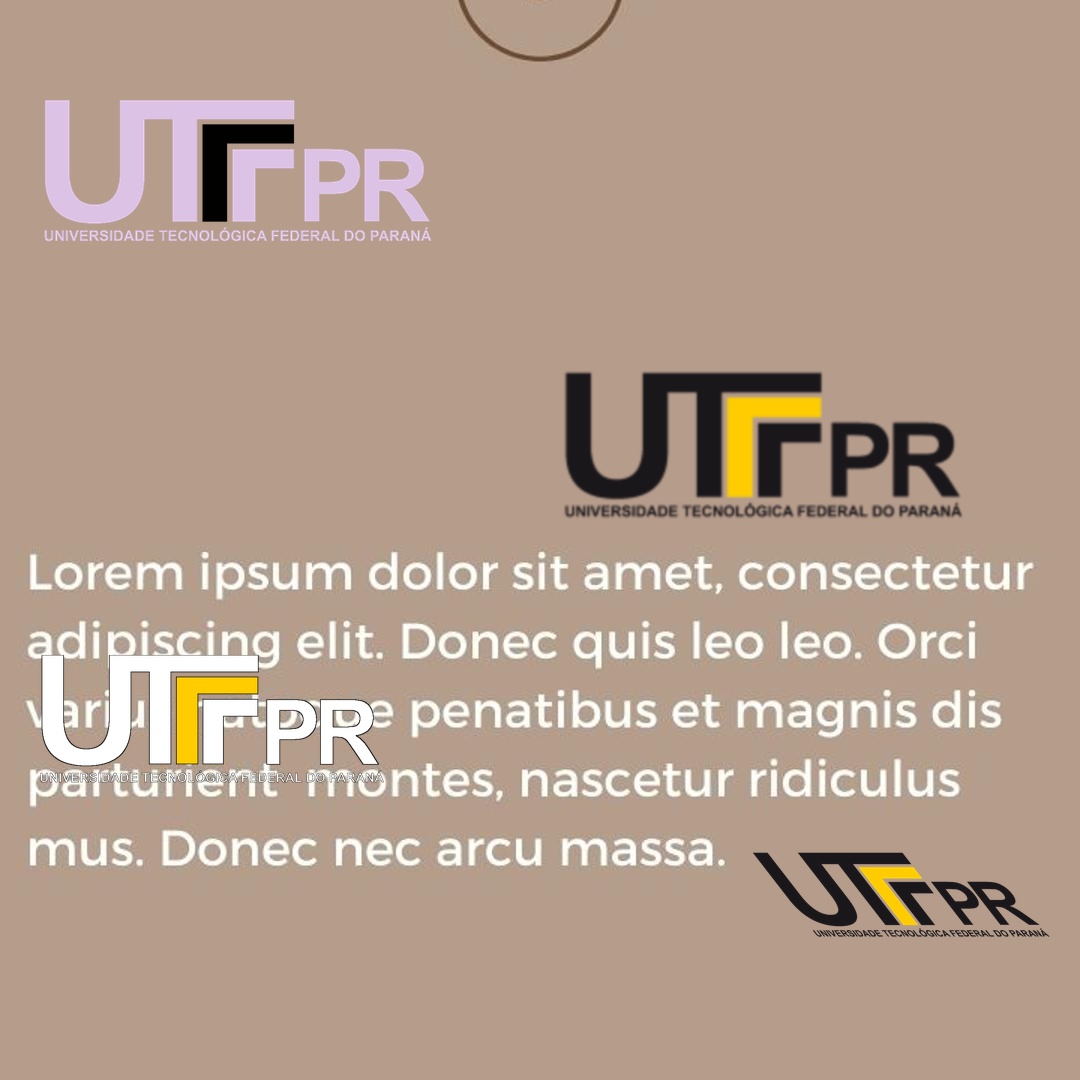 UTFPR
UNIVERSIDADE TECNOLÓGICA FEDERAL DO PARANÁ
UTFPR
UNIVERSIDADE TECNOLÓGICA FEDERAL DO PARANÁ
Lorem ipsum dolor sit amet, consectetur
adipiscing elit. Donec quis leo leo. Orci
penatibus et magnis dis
parturient montes, nascetur ridiculus
mus. Donec nec arcu massa.
UTFPR
UNIVERSIDADE TECNOLÓGICA FEDERAL DO PARANÁ
UTFPR
UNIVERSIDADE TECNOLÓGICA FEDERAL DO PARANÁ